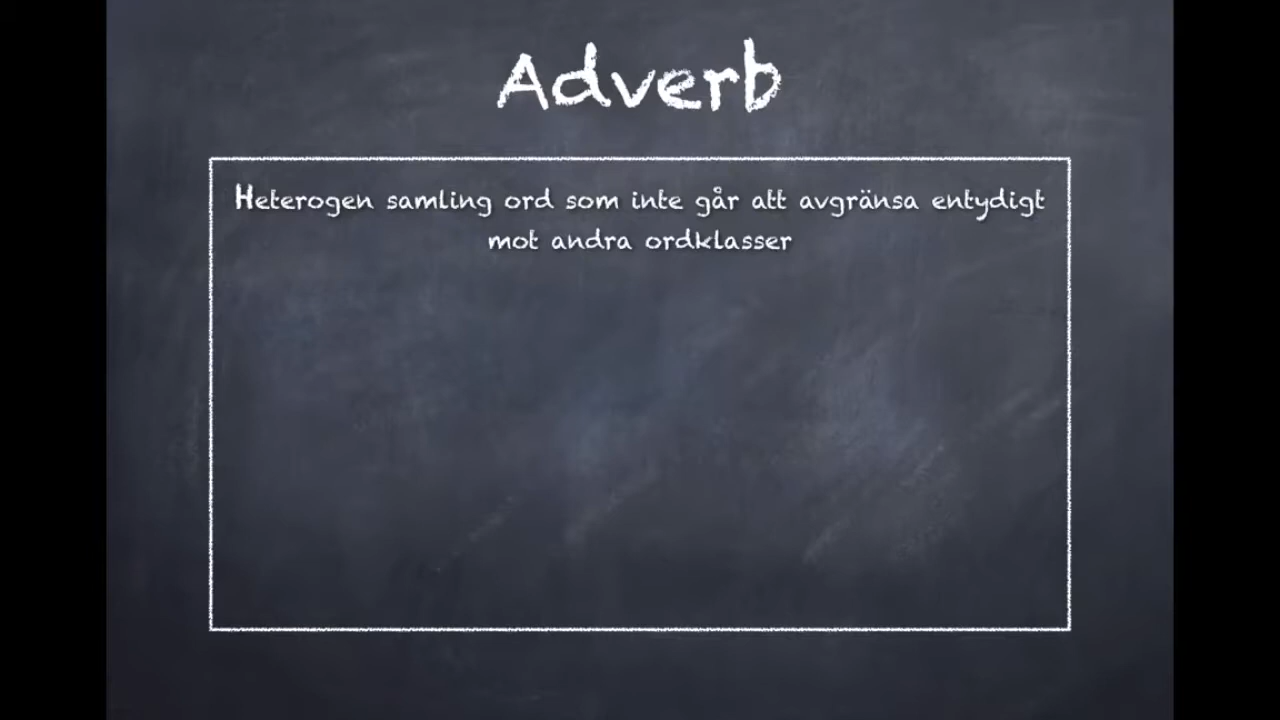 Adverb
Heterogen samling ord som inte går att avgränsa entydigt
mot andra ordklasser